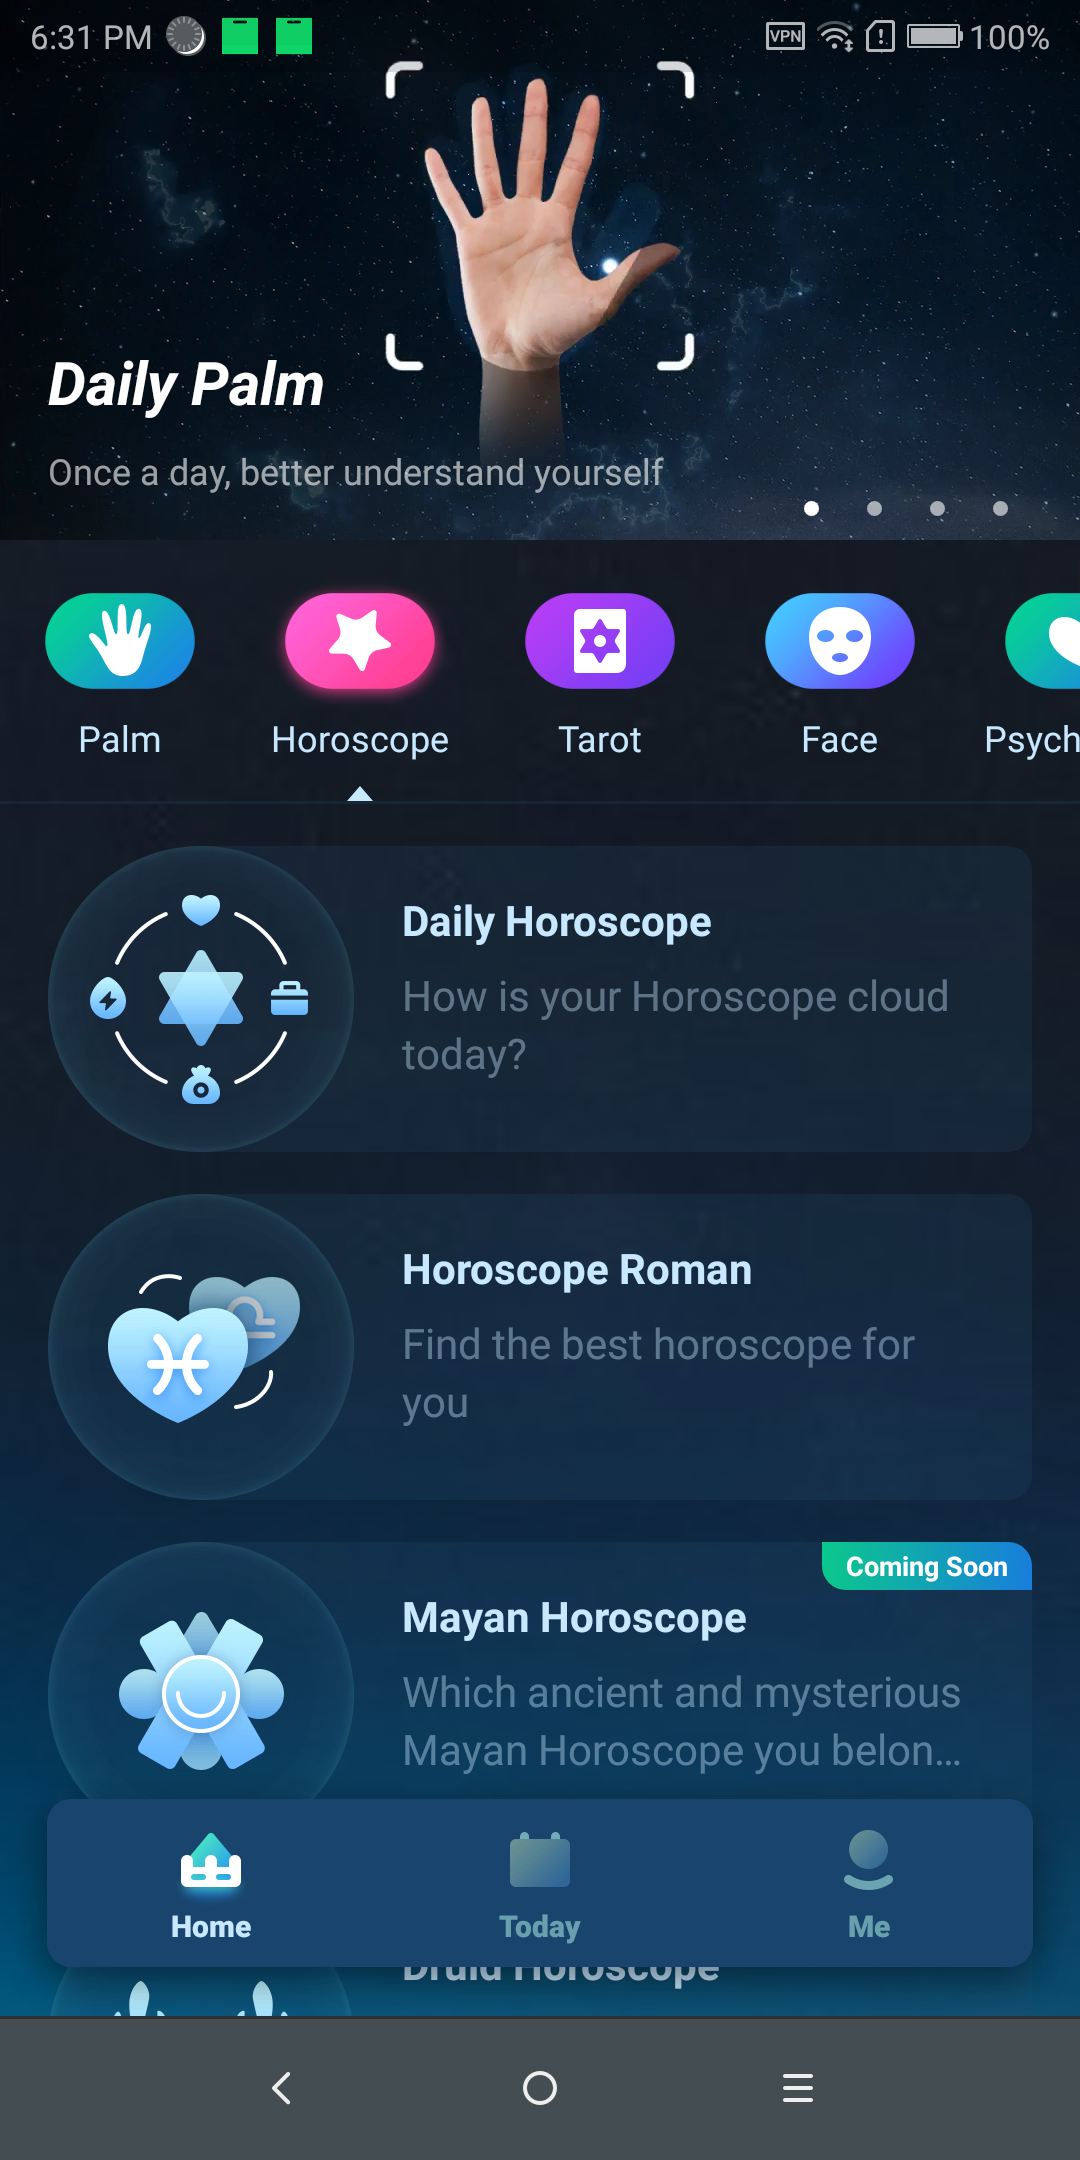 6:31 PM
VPN
100%
Daily Palm
Once a day, better understand yourself
Palm
Horoscope
Tarot
Face
Psych
Daily Horoscope
How is your Horoscope cloud
today?
Horoscope Roman
Find the best horoscope for
you
Coming Soon
Mayan Horoscope
Which ancient and mysterious
Mayan Horoscope you belon...
Home
Today
Me
Druid Horoscope